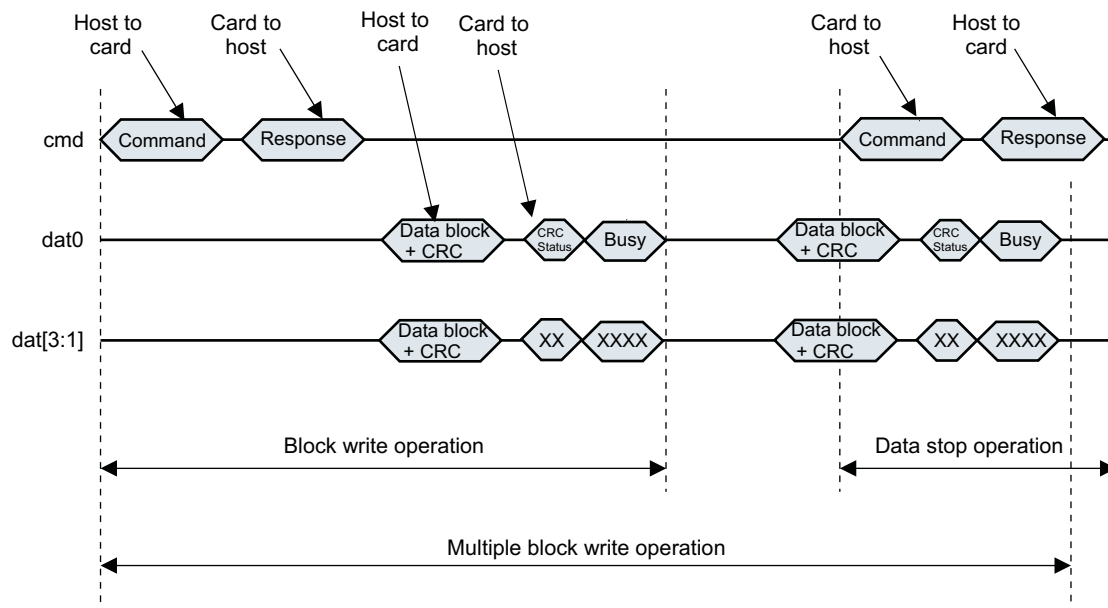 Host to
card
Card to
host
Host to
card
Card to
host
Card to
host
Host to
card
cmd
Command
Response
Command
Response
dat0
Data block
+ CRC
CRC
Status
Busy
Data block
+ CRC
CRC
Status
Busy
dat[3:1]
Data block
+ CRC
XX
XXXX
Data block
+ CRC
XX
XXXX
Block write operation
Data stop operation
Multiple block write operation